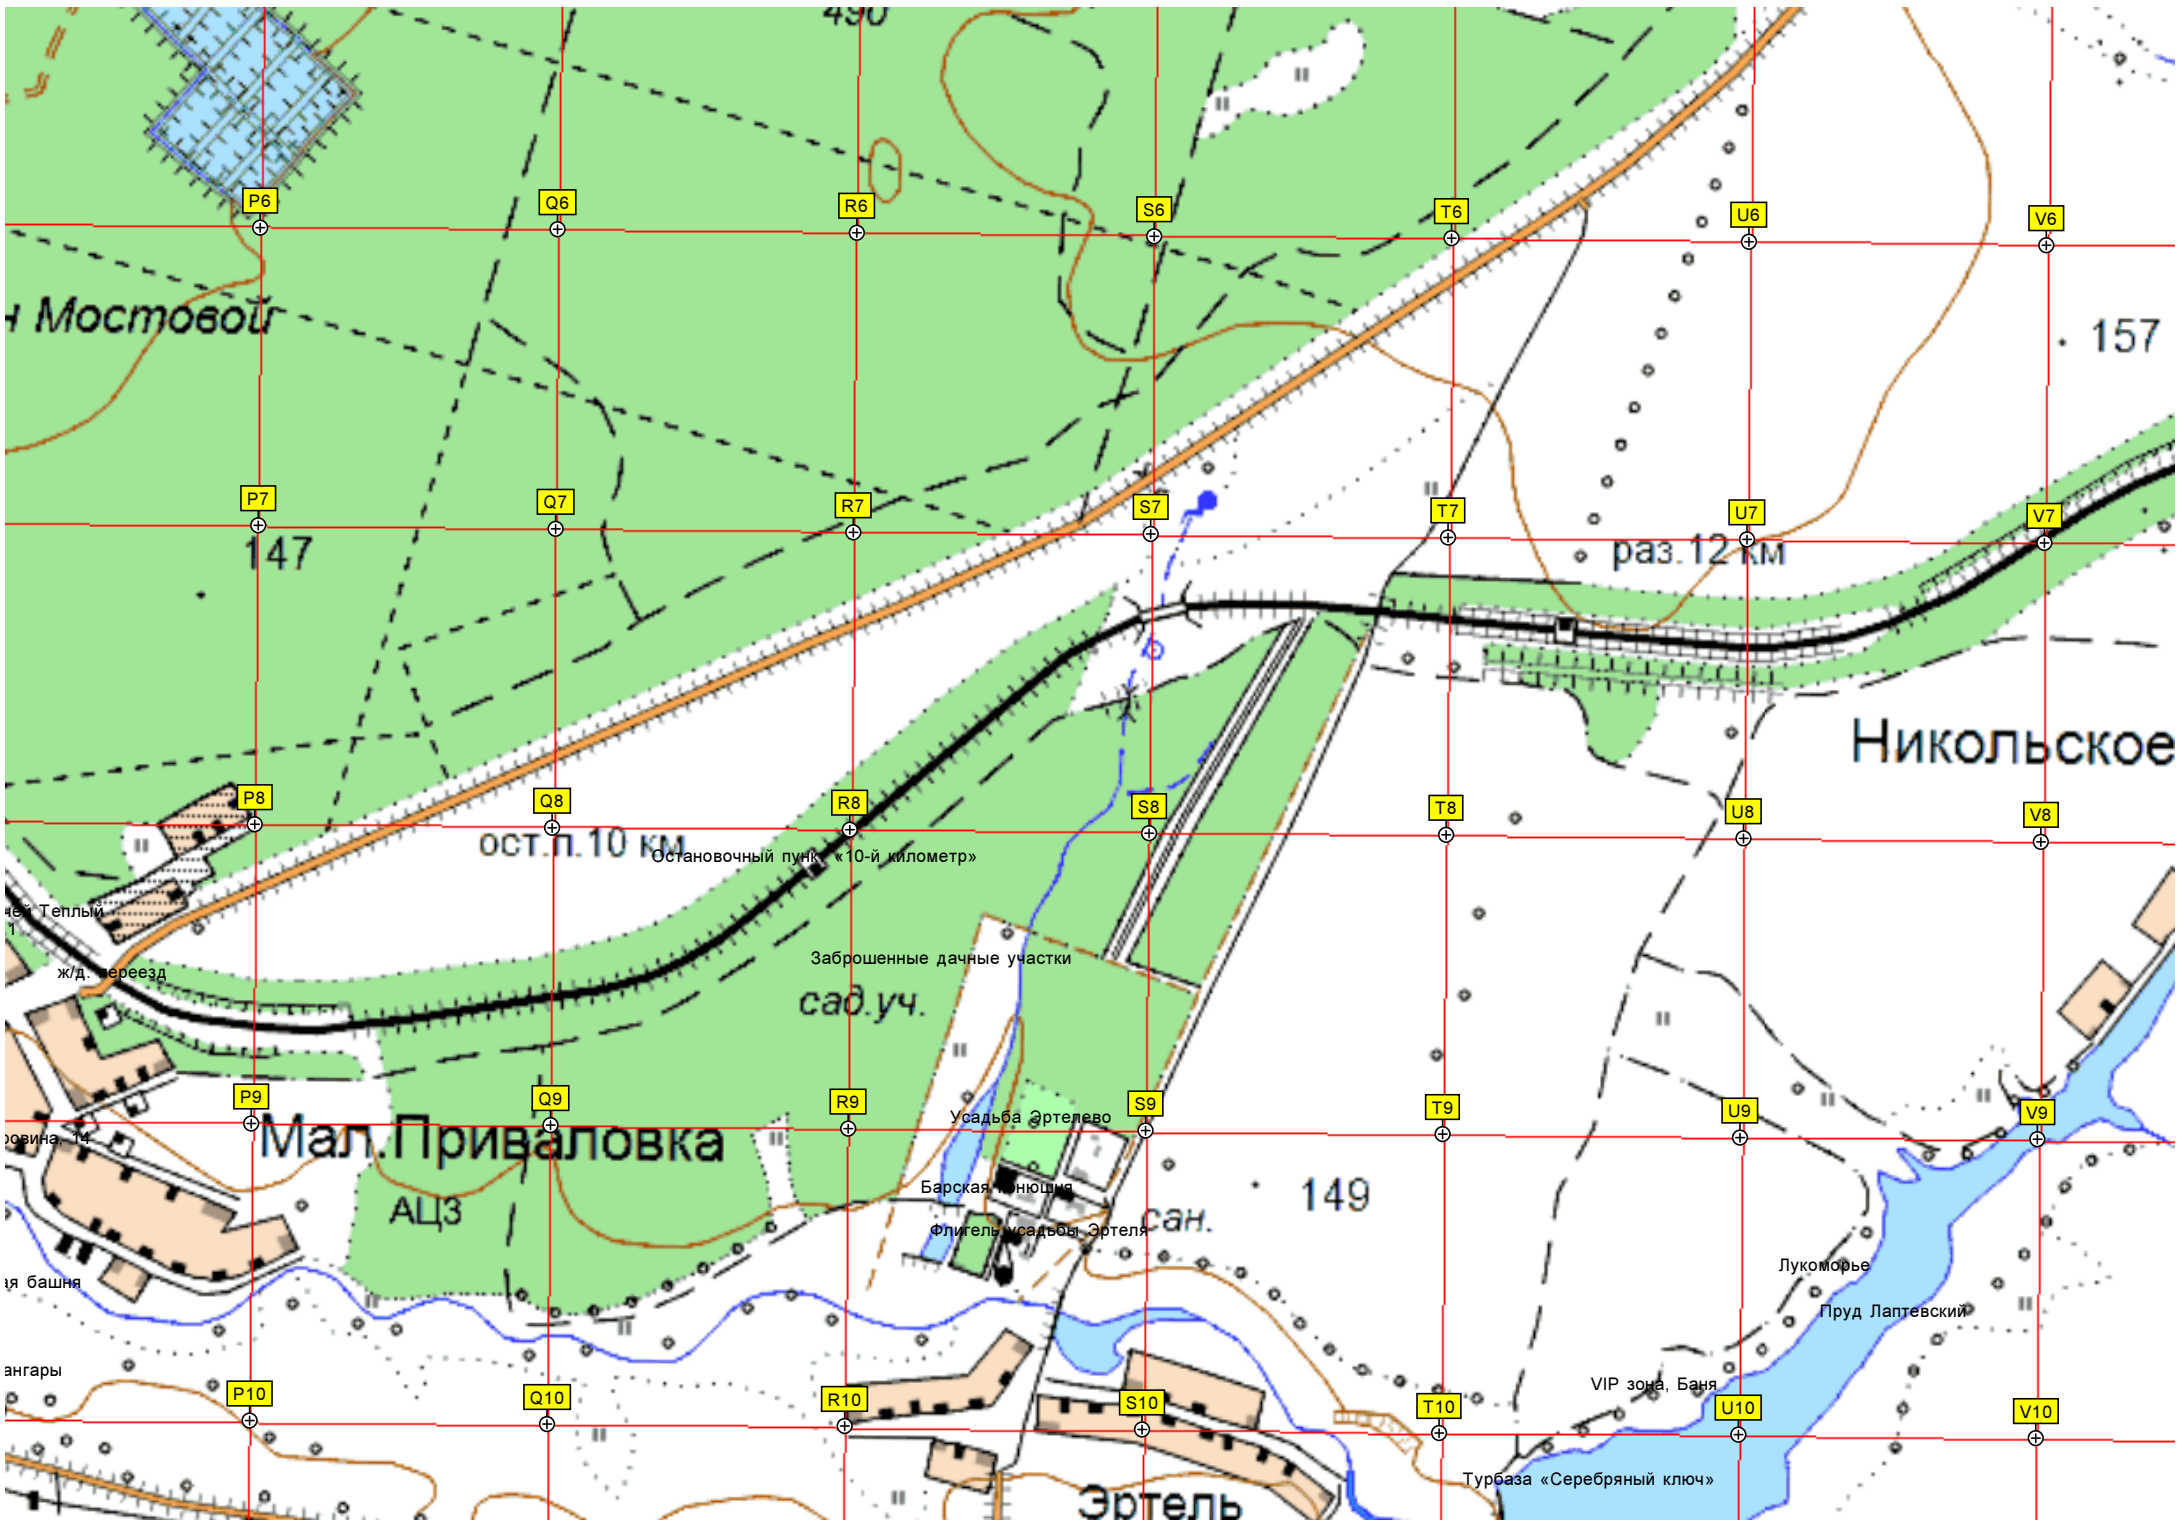 490
P6
Q6
R6
S6
T6
U6
V6
Мостовой
157
P7
Q7
R7
S7
T7
U7
V7
147
раз.12 км
Никольское
P8
Q8
R8
S8
T8
U8
V8
ост.п.10 км
Остановочный пункт «10-й километр»
Теплый
1
Заброшенные дачные участки
ж/д. переезд
сад.уч.
P9
Q9
R9
S9
T9
U9
V9
Усадьба Эртелево
14
Мал.Приваловка
Барская конюшня
149
АЦЗ
сан.
Флигель усадьбы Эртеля
Лукоморье
башня
Пруд Лаптевский
ангары
VIP зона, Баня
P10
Q10
R10
S10
T10
U10
V10
Турбаза «Серебряный ключ»
Эртель